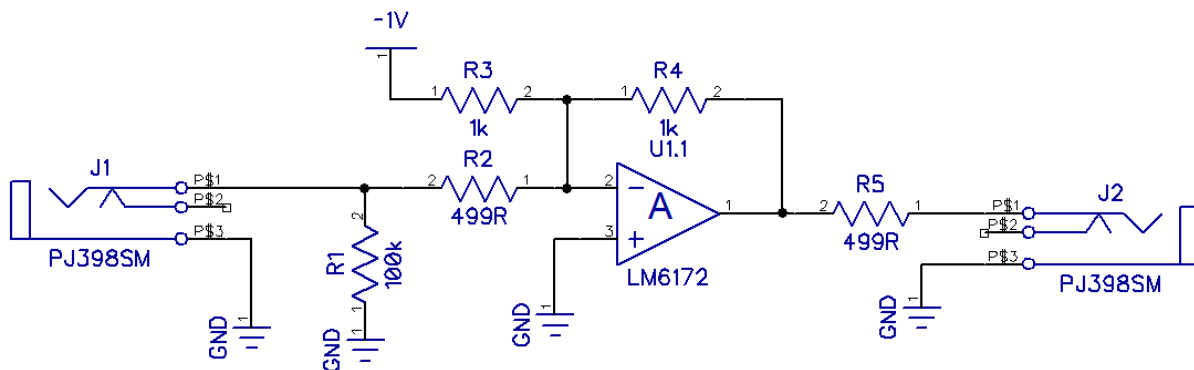 -1V
1
R3
1
2
1k
R4
1
2
1k
U1.1
J1
P$1
P$2
P$3
PJ398SM
R2
2
1
499R
2
3
A
1
LM6172
R5
2
1
499R
J2
P$1
P$2
P$3
PJ398SM
2
R1
100k
1
1
GND
1
GND
1
GND
1
GND